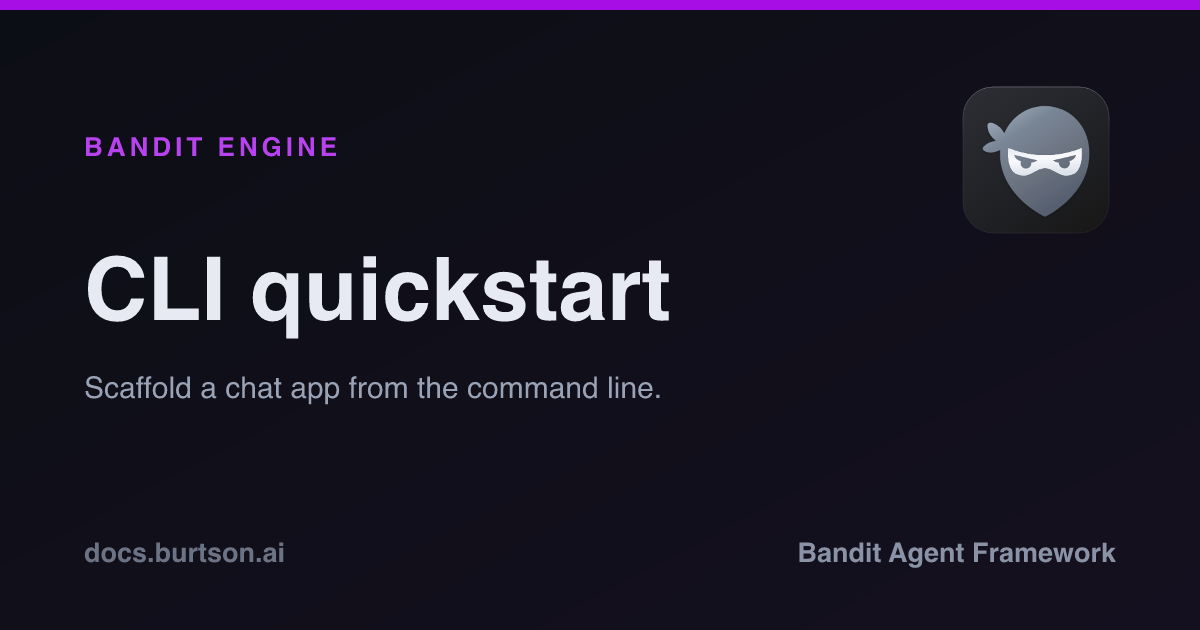 BANDIT ENGINE
CLI quickstart
Scaffold a chat app from the command line.
docs.burtson.ai
Bandit Agent Framework